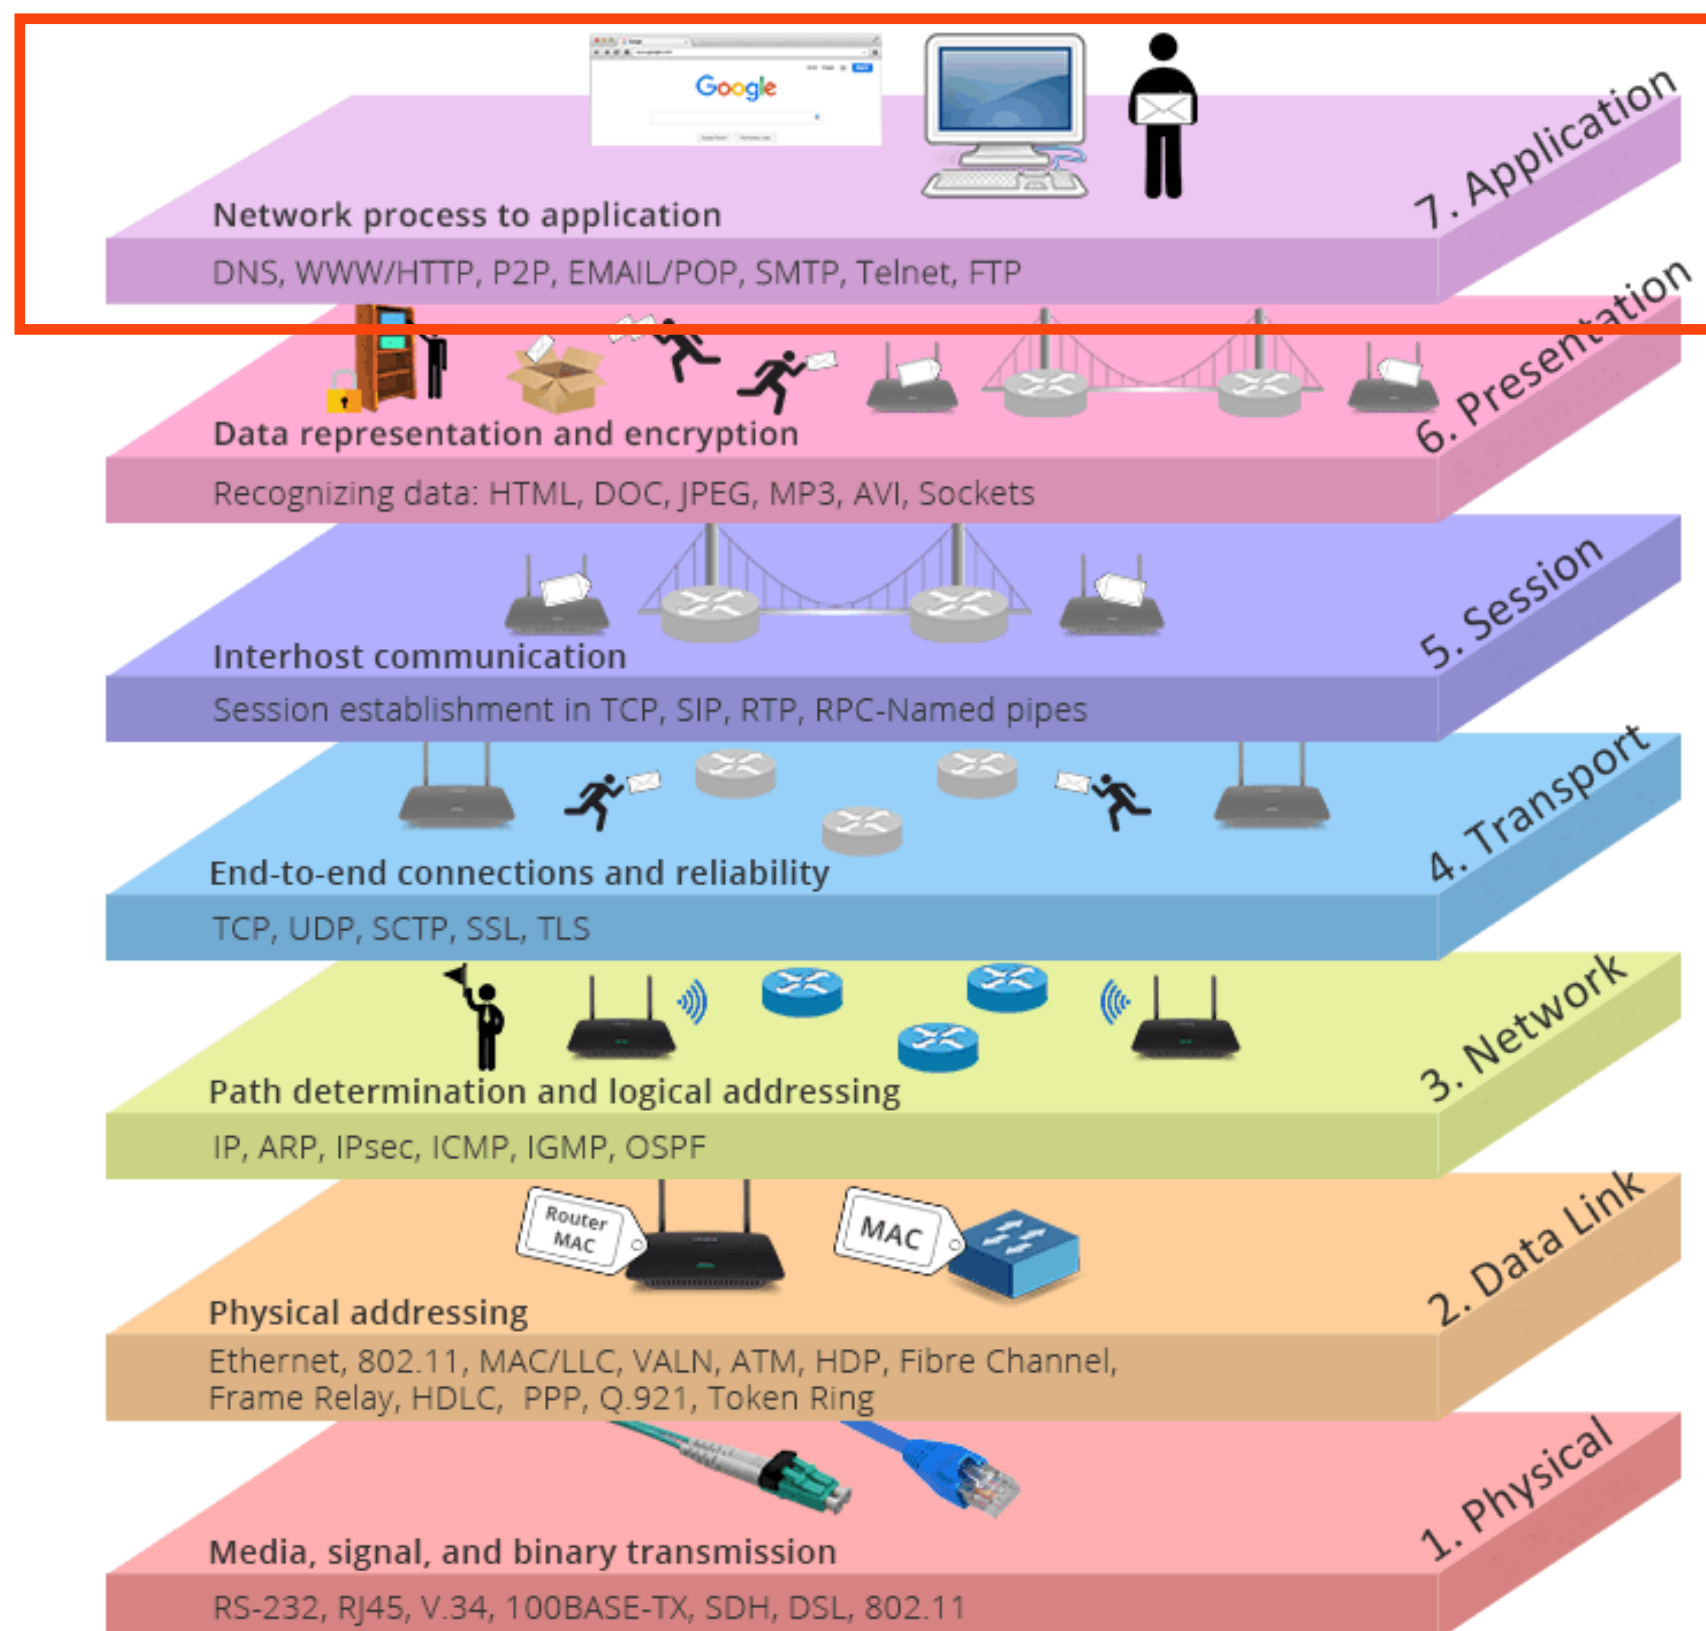 Google
7. Application
Network process to application
DNS, WWW/HTTP, P2P, EMAIL/POP, SMTP, Telnet, FTP
6. Presentation
Data representation and encryption
Recognizing data: HTML, DOC, JPEG, MP3, AVI, Sockets
5. Session
Interhost communication
Session establishment in TCP, SIP, RTP, RPC-Named pipes
4. Transport
End-to-end connections and reliability
TCP, UDP, SCTP, SSL, TLS
3. Network
Path determination and logical addressing
IP, ARP, IPsec, ICMP, IGMP, OSPF
2. Data Link
Router
MAC
MAC
Physical addressing
Ethernet, 802.11, MAC/LLC, VALN, ATM, HDP, Fibre Channel,
Frame Relay, HDLC, PPP, Q.921, Token Ring
1. Physical
Media, signal, and binary transmission
RS-232, RJ45, V.34, 100BASE-TX, SDH, DSL, 802.11